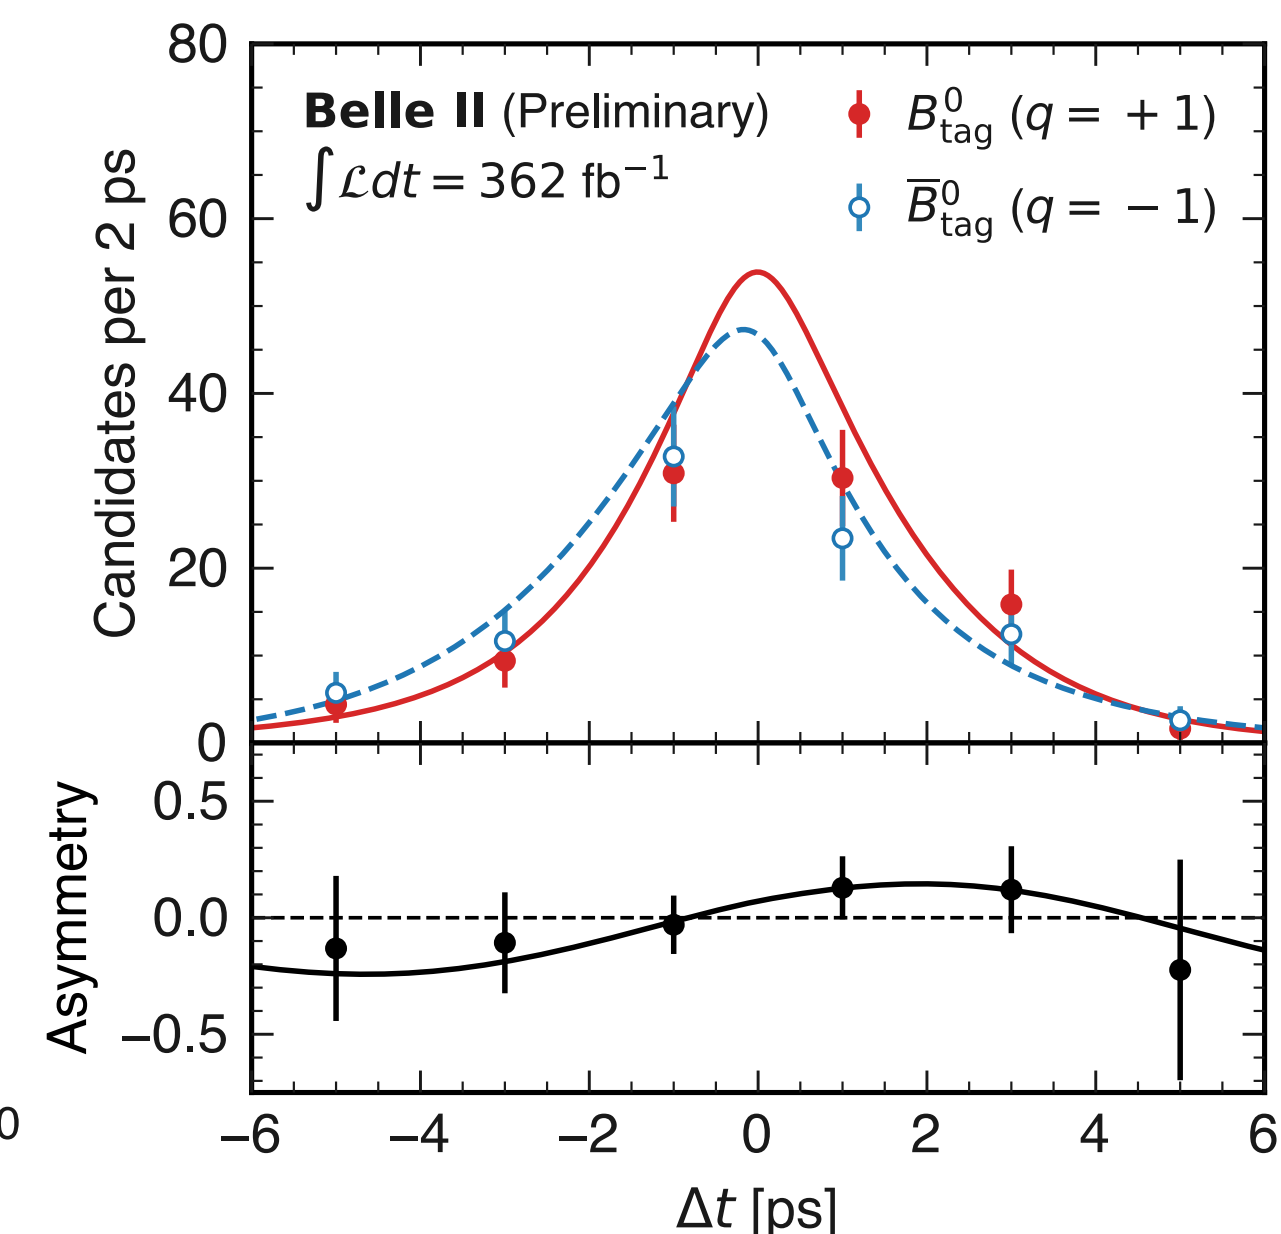 80
60
40
20
0
Candidates per 2 ps
Belle II (Preliminary)
∫ℒdt = 362 fb⁻¹
B⁰tag (q = +1)
B̅⁰tag (q = −1)
0.5
0.0
−0.5
Asymmetry
0
−6 −4 −2 0 2 4 6
Δt [ps]